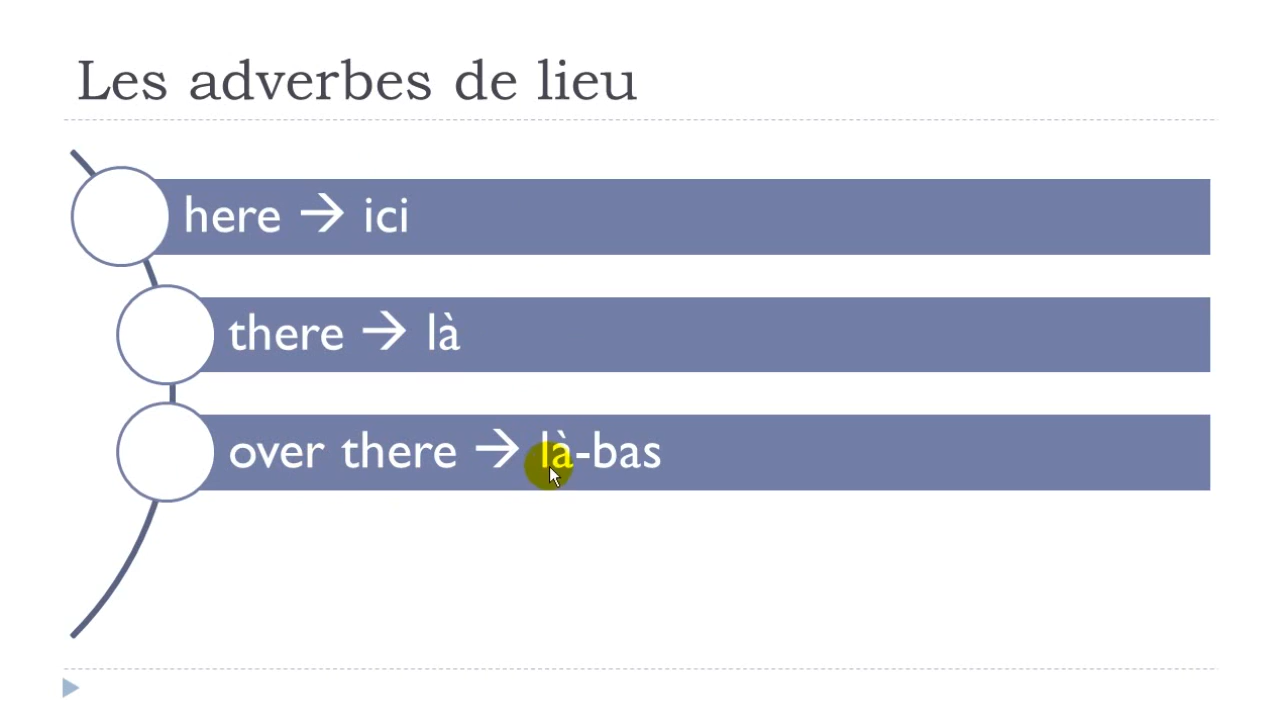 Les adverbes de lieu
here → ici
there → là
over there → là-bas